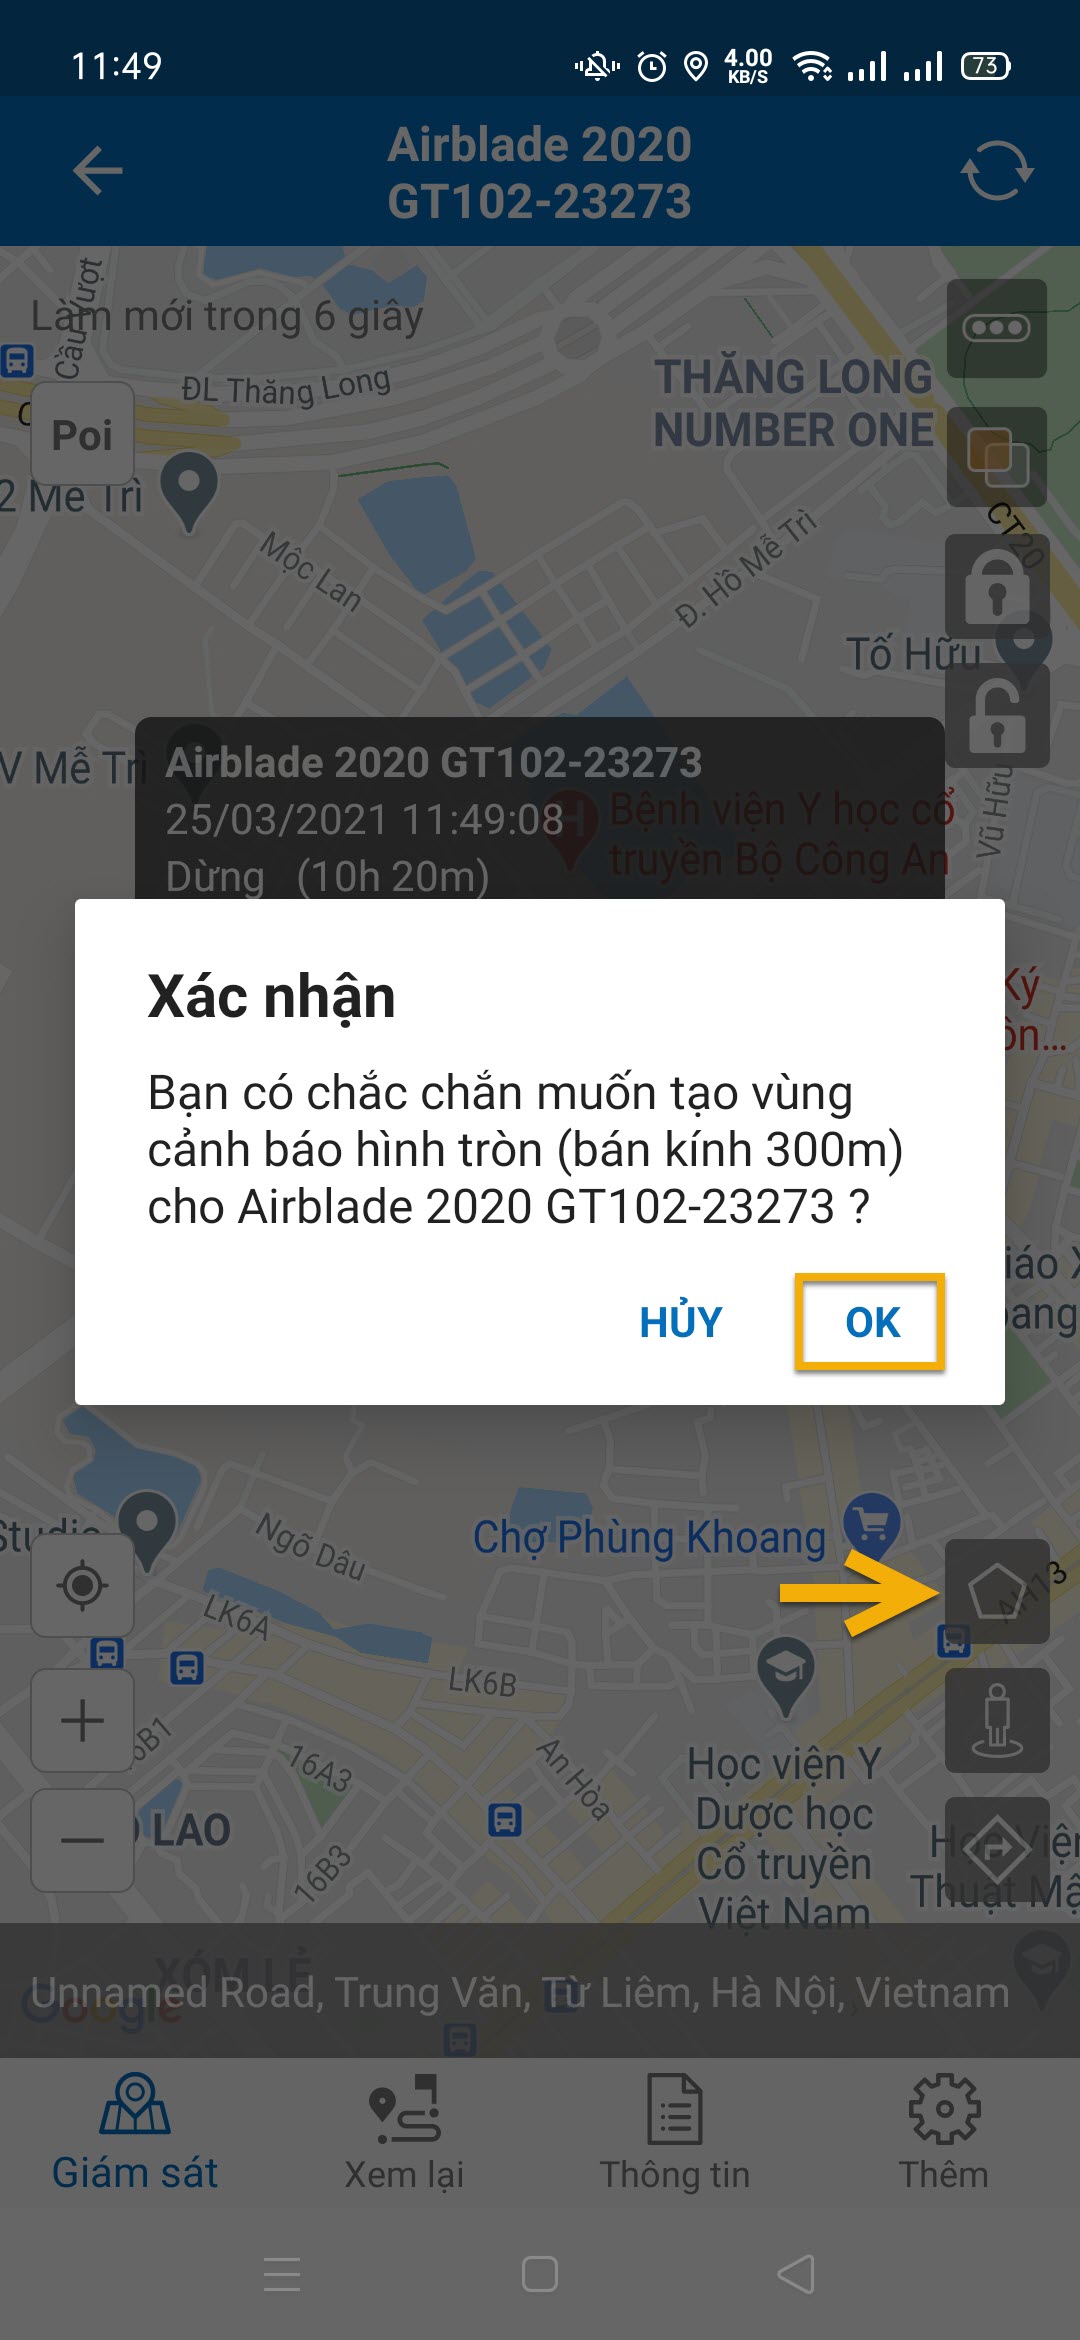 11:49
4.00
KB/S
73
Airblade 2020
GT102-23273
Làm mới trong 6 giây
Cầu Vượt
ĐL Thăng Long
THĂNG LONG
NUMBER ONE
Poi
2 Mễ Trì
CT20
Mộc Lan
Đ. Hồ Mễ Trì
Tố Hữu
V Mễ Trì
Vũ Hữu
Airblade 2020 GT102-23273
25/03/2021 11:49:08
Dừng (10h 20m)
Bệnh viện Y học cổ
truyền Bộ Công An
Ký
Xác nhận
Bạn có chắc chắn muốn tạo vùng
cảnh báo hình tròn (bán kính 300m)
cho Airblade 2020 GT102-23273 ?
HỦY
OK
Studio
Ngõ Dâu
Chợ Phùng Khoang
AH13
LK6A
LK6B
16B1
16A3
An Hòa
LAO
16B3
Học viện Y
Dược học
Cổ truyền
Việt Nam
XÓM LẺ
Google
Unnamed Road, Trung Văn, Từ Liêm, Hà Nội, Vietnam
Giám sát
Xem lại
Thông tin
Thêm